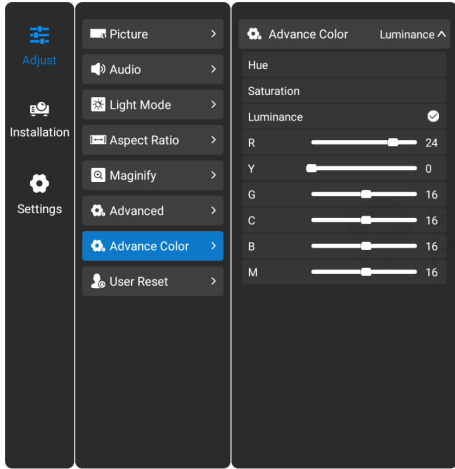 Adjust
Installation
Settings
Picture
Audio
Light Mode
Aspect Ratio
Maginify
Advanced
Advance Color
User Reset
Advance Color Luminance
Hue
Saturation
Luminance
R 24
Y 0
G 16
C 16
B 16
M 16